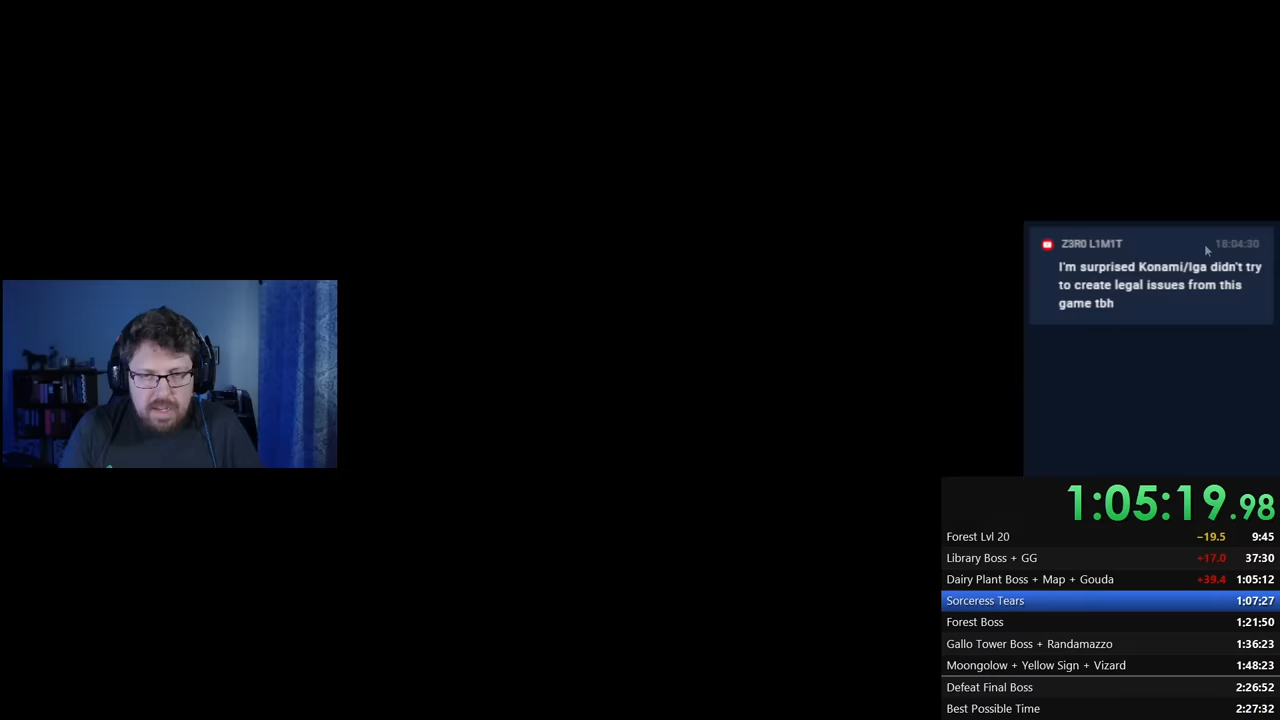 Z3R0 L1M1T 18:04:30
I'm surprised Konami/Iga didn't try
to create legal issues from this
game tbh
1:05:19.98
Forest Lvl 20 −19.5 9:45
Library Boss + GG +17.0 37:30
Dairy Plant Boss + Map + Gouda +39.4 1:05:12
Sorceress Tears 1:07:27
Forest Boss 1:21:50
Gallo Tower Boss + Randamazzo 1:36:23
Moongolow + Yellow Sign + Vizard 1:48:23
Defeat Final Boss 2:26:52
Best Possible Time 2:27:32